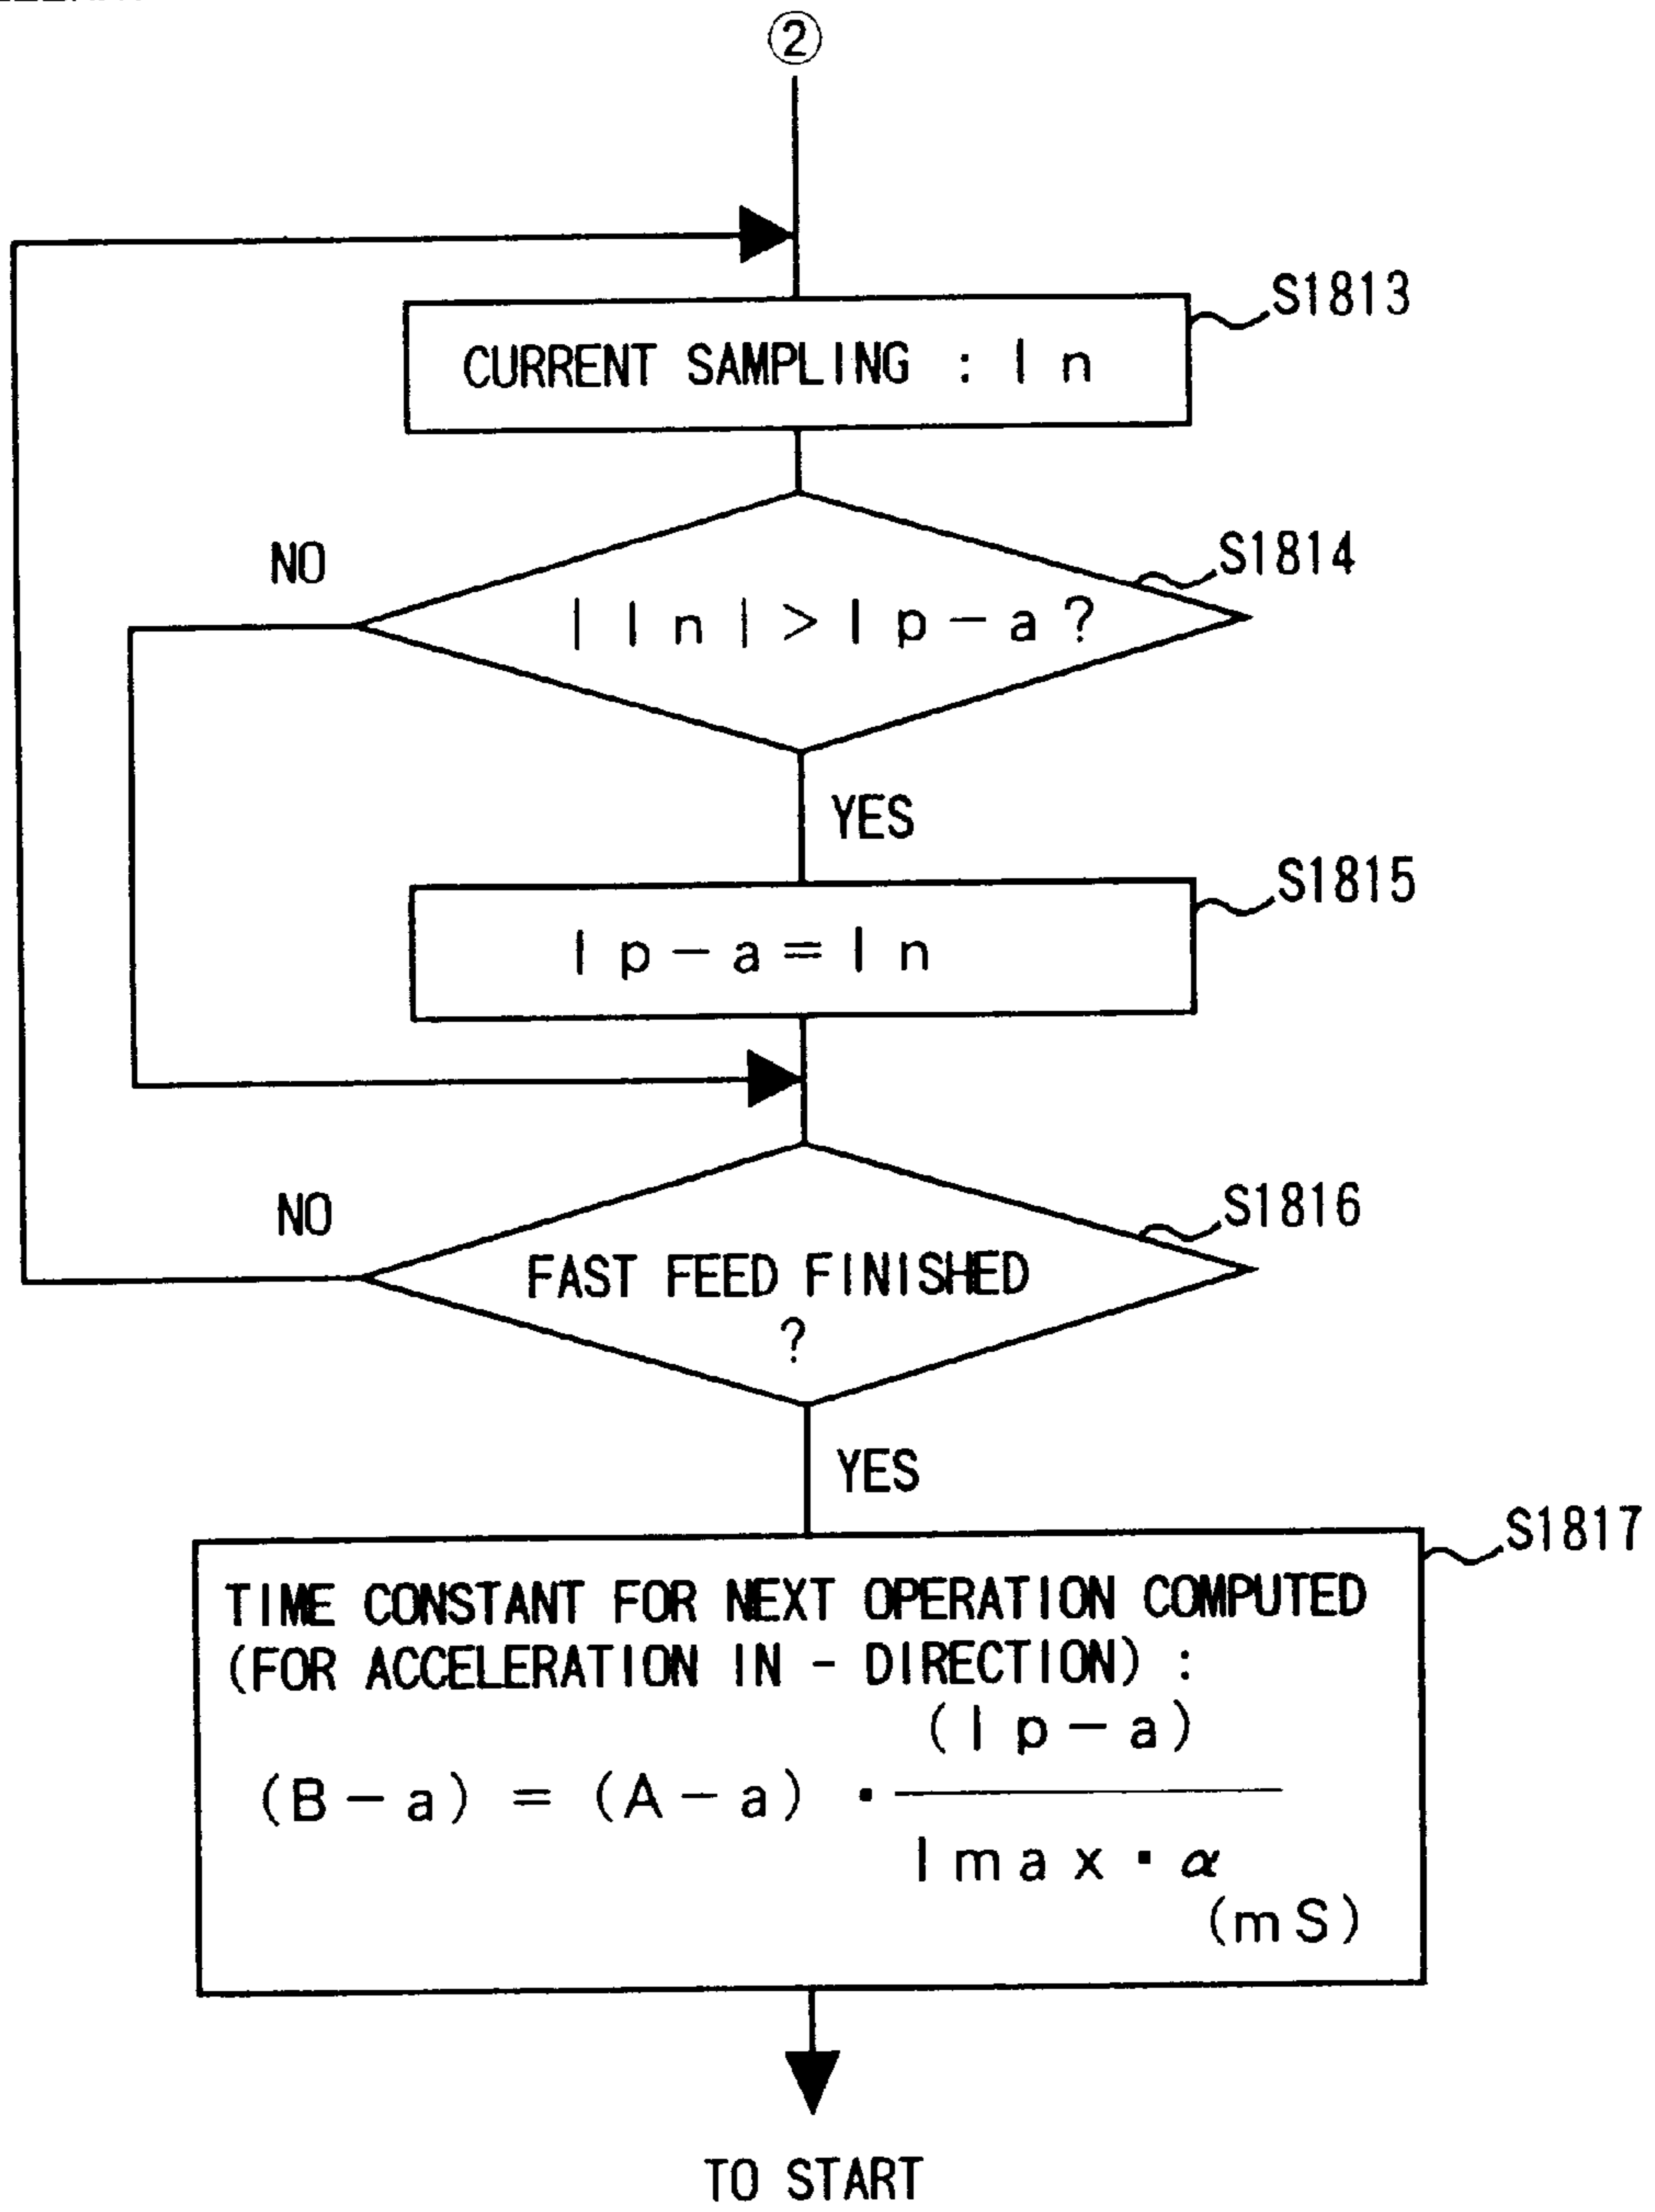 ②
S1813
CURRENT SAMPLING : I n
NO
S1814
| I n | > I p − a ?
YES
S1815
I p − a = I n
NO
S1816
FAST FEED FINISHED
?
YES
S1817
TIME CONSTANT FOR NEXT OPERATION COMPUTED
(FOR ACCELERATION IN - DIRECTION) :
(I p − a)
(B − a) = (A − a) ·
I m a x · α
(m S)
TO START